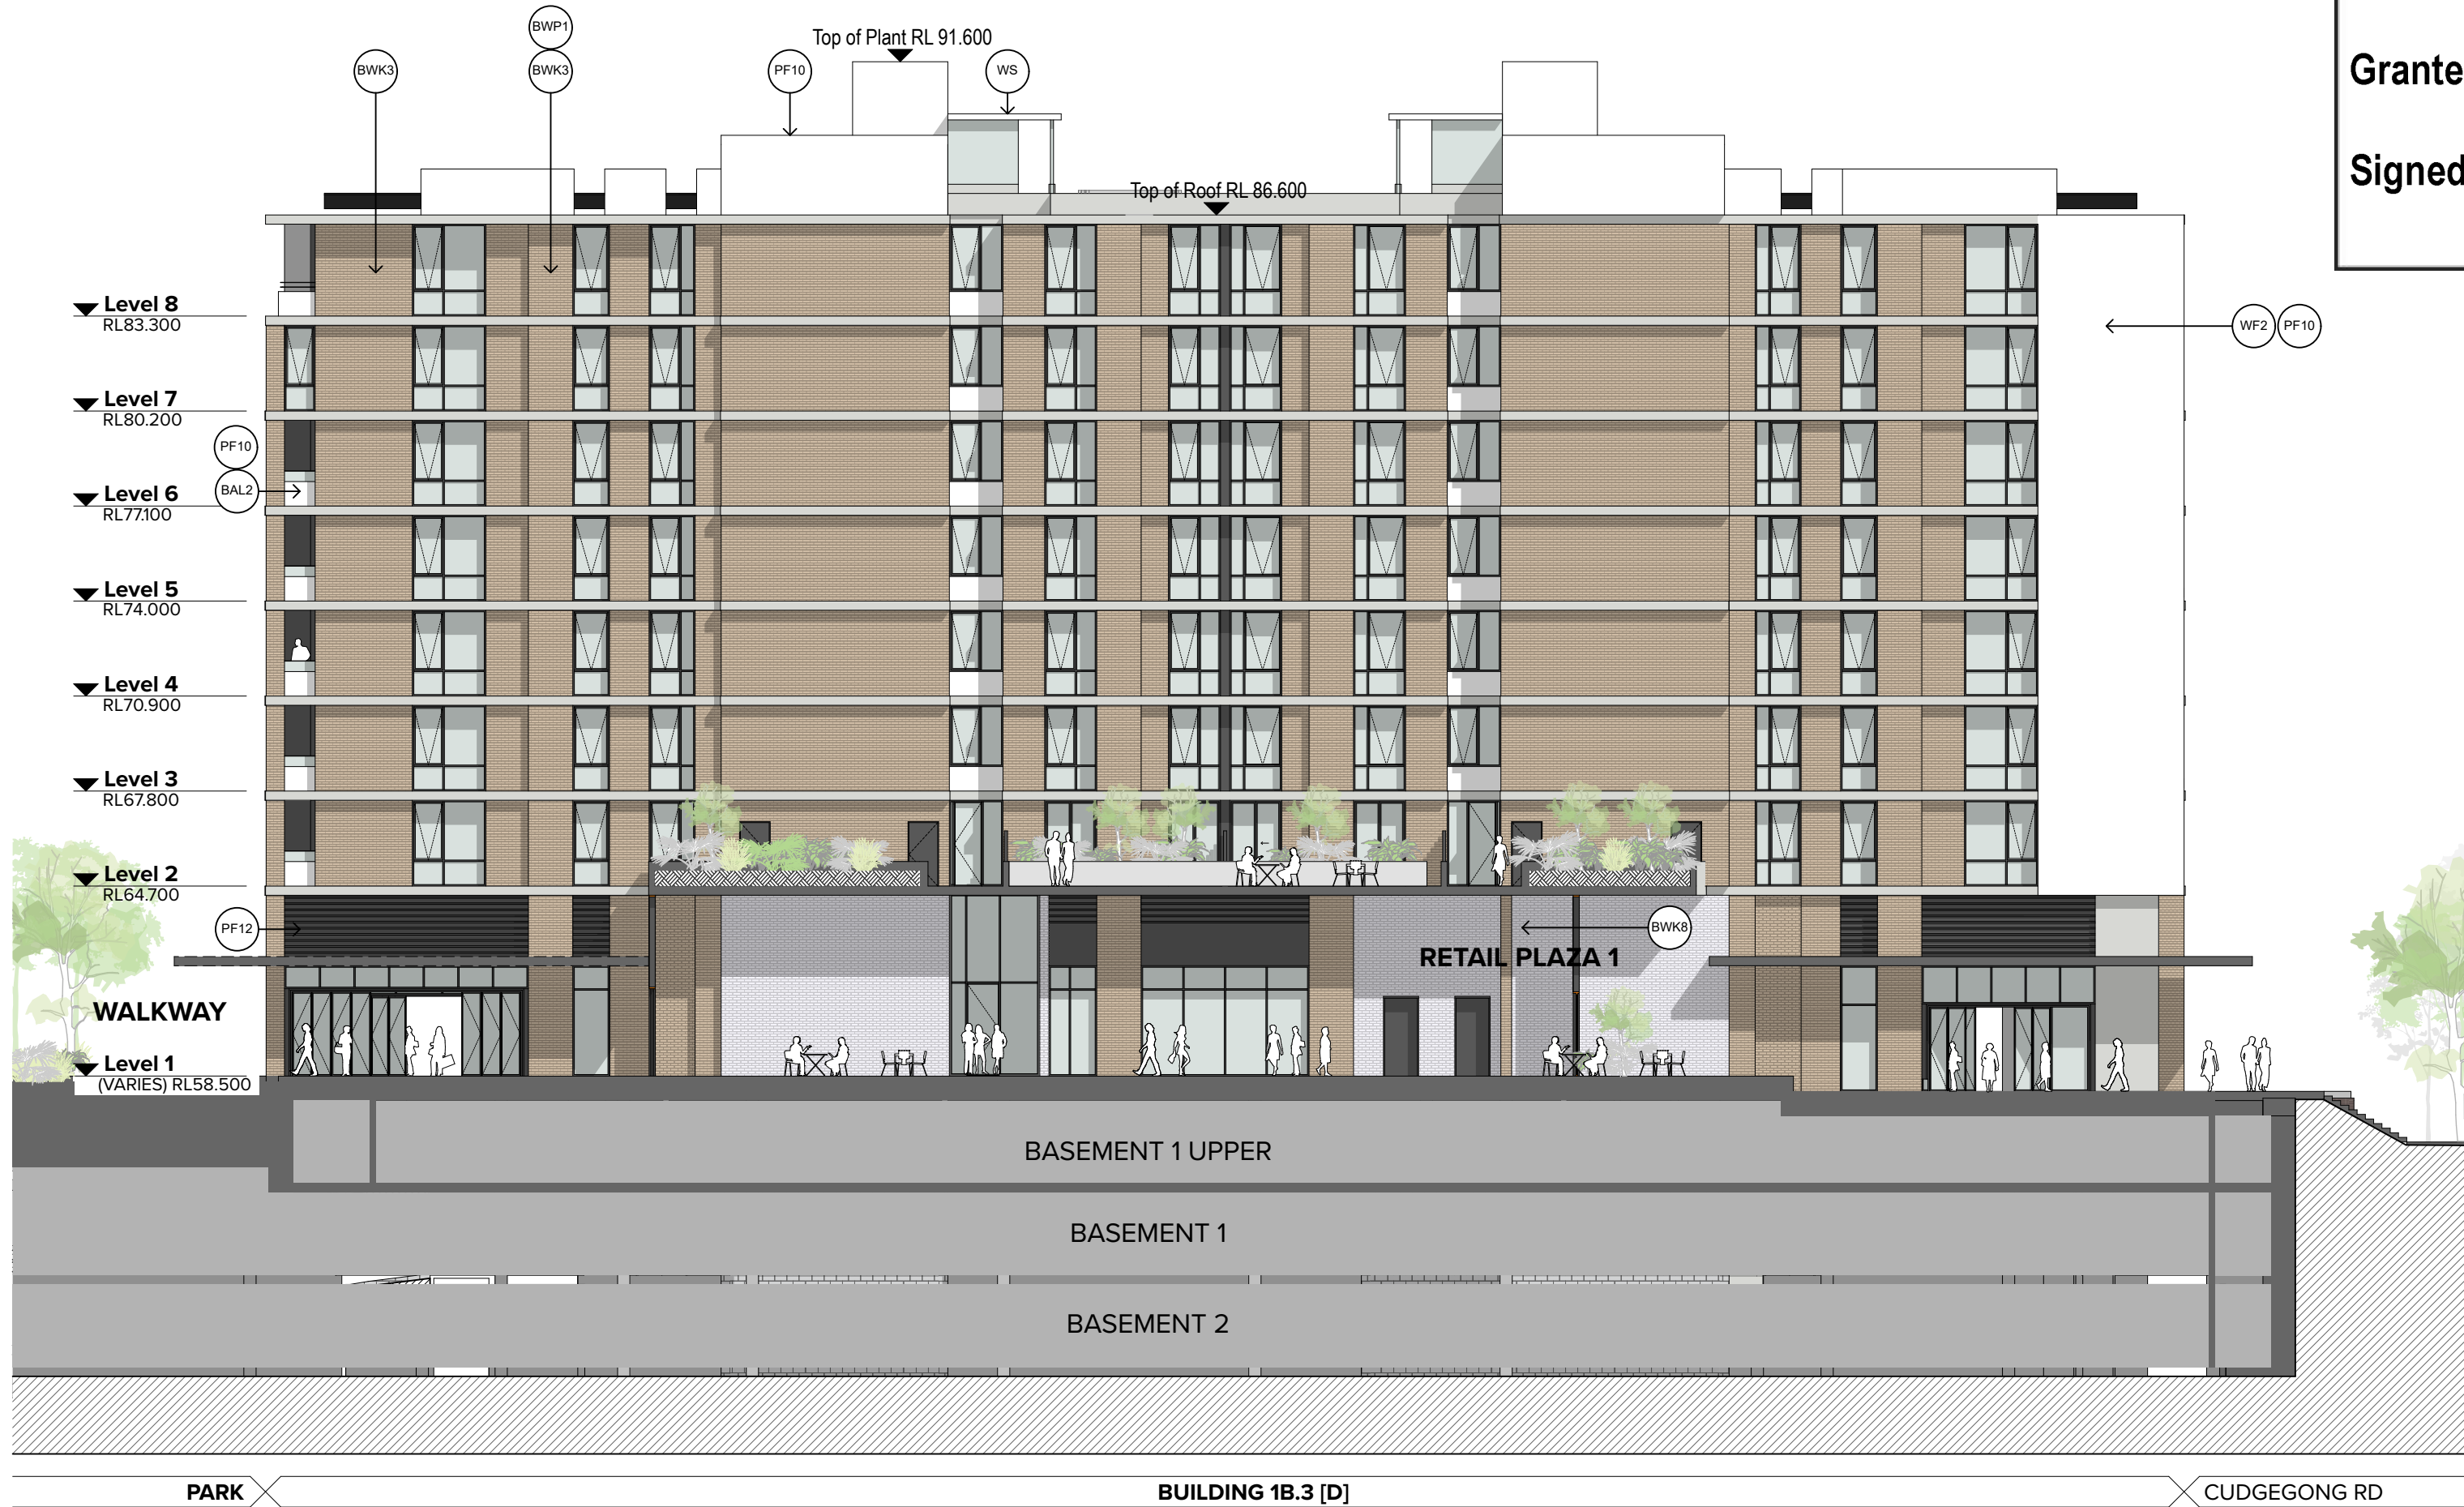 BWP1
BWK3
BWK3
PF10
Top of Plant RL 91.600
WS
Grante
Signed
Top of Roof RL 86.600
Level 8
RL83.300
WF2
PF10
Level 7
RL80.200
PF10
BAL2
Level 6
RL77.100
Level 5
RL74.000
Level 4
RL70.900
Level 3
RL67.800
Level 2
RL64.700
PF12
BWK8
RETAIL PLAZA 1
WALKWAY
Level 1
(VARIES) RL58.500
BASEMENT 1 UPPER
BASEMENT 1
BASEMENT 2
PARK
BUILDING 1B.3 [D]
CUDGEGONG RD